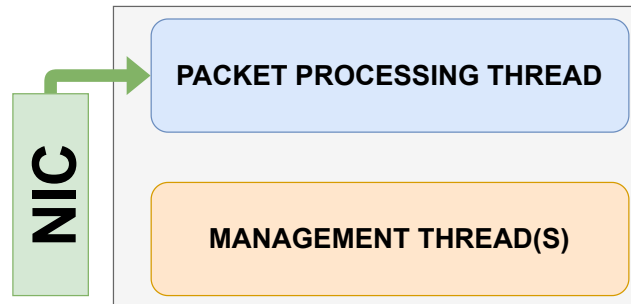 PACKET PROCESSING THREAD
NIC
MANAGEMENT THREAD(S)